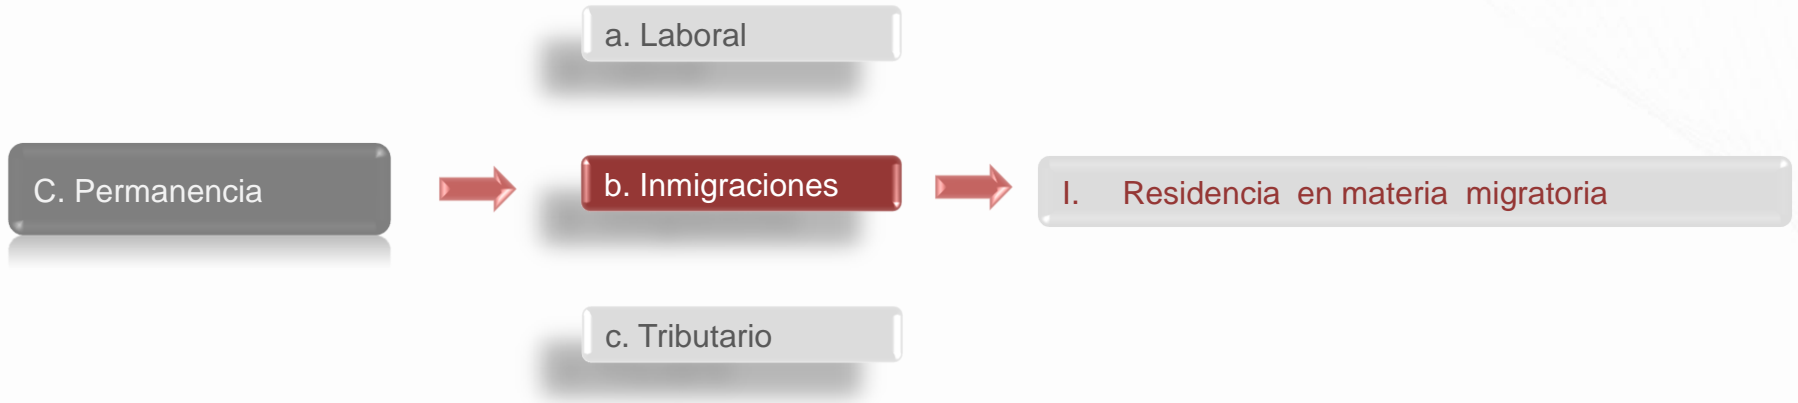 a. Laboral
C. Permanencia
b. Inmigraciones
I. Residencia en materia migratoria
c. Tributario